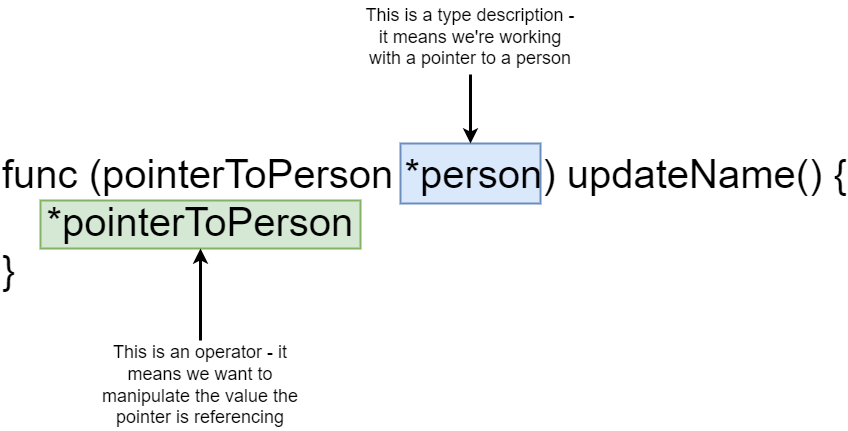 This is a type description -
it means we're working
with a pointer to a person
func (pointerToPerson *person) updateName() {
*pointerToPerson
}
This is an operator - it
means we want to
manipulate the value the
pointer is referencing